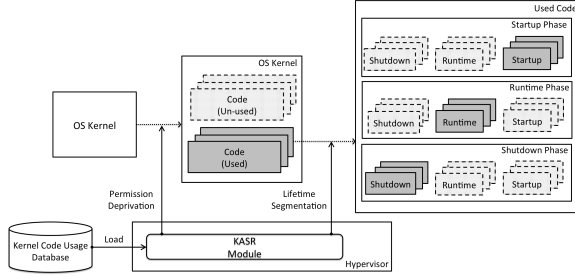 Used Code
Startup Phase
Shutdown
Runtime
Startup
Runtime Phase
Shutdown
Runtime
Startup
Shutdown Phase
Shutdown
Runtime
Startup
OS Kernel
Code
(Un-used)
Code
(Used)
OS Kernel
Permission
Deprivation
Lifetime
Segmentation
Kernel Code Usage
Database
Load
KASR
Module
Hypervisor